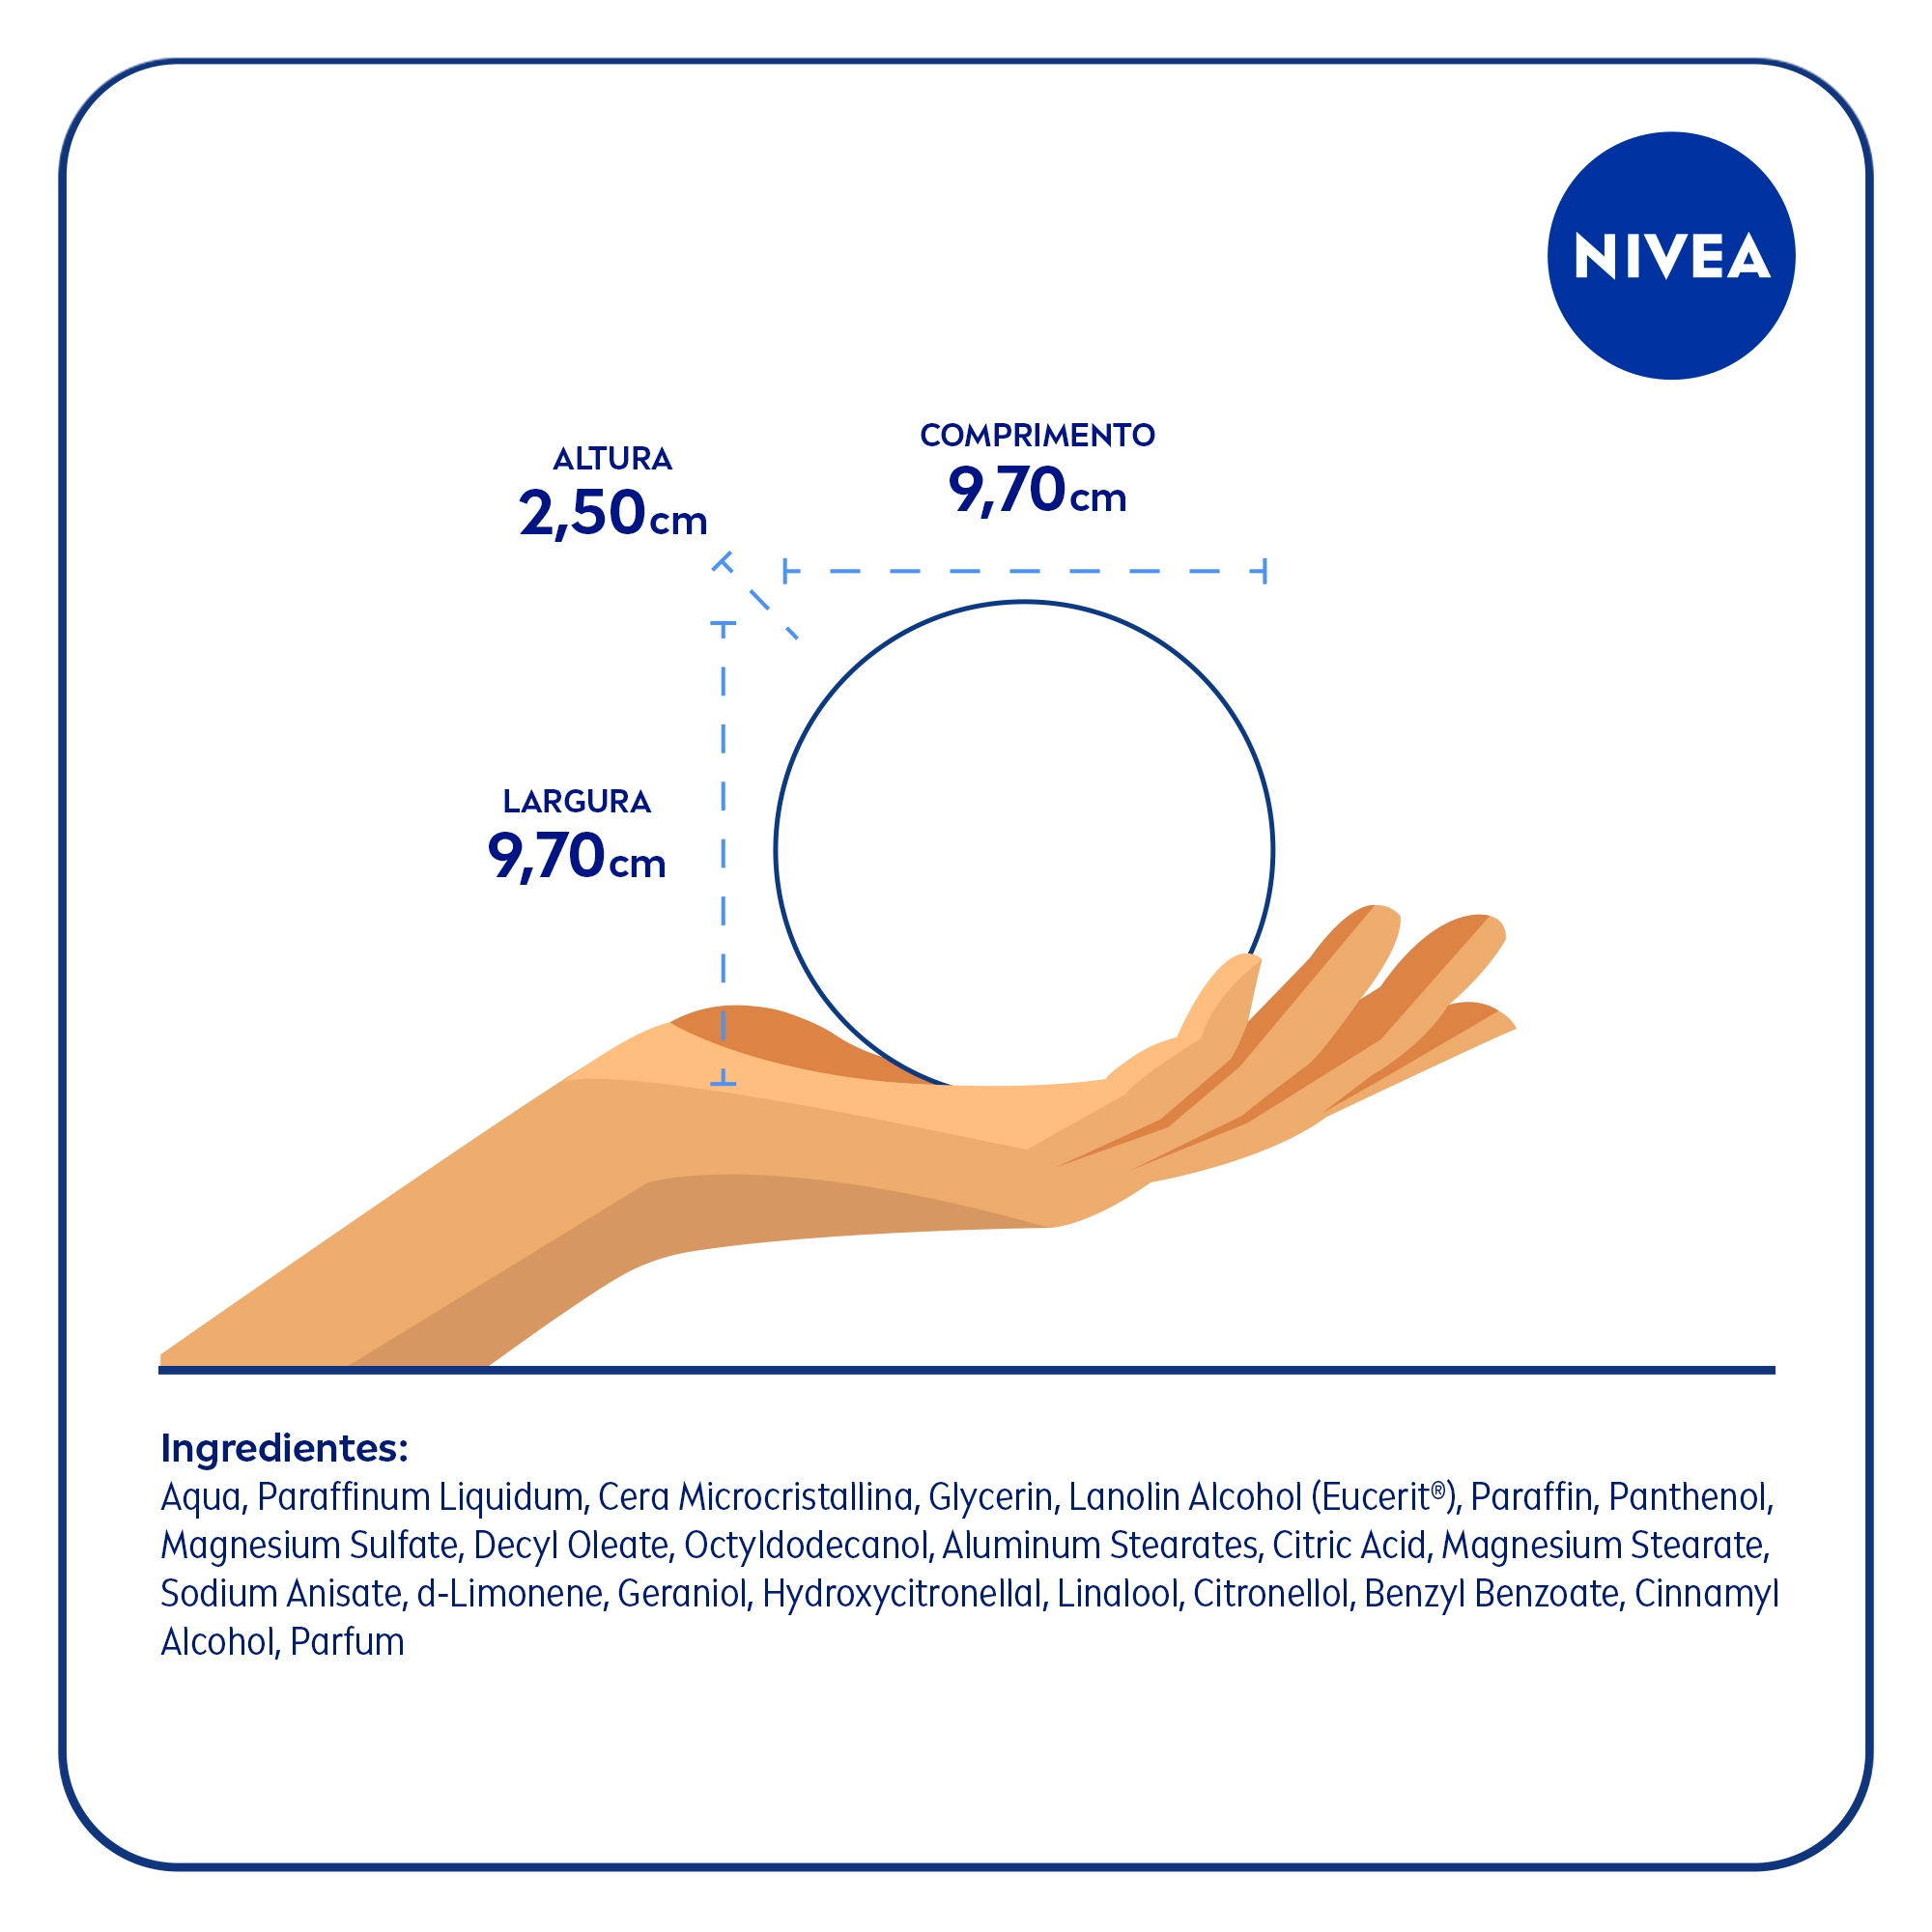 NIVEA
COMPRIMENTO
9,70cm
ALTURA
2,50cm
LARGURA
9,70cm
Ingredientes:
Aqua, Paraffinum Liquidum, Cera Microcristallina, Glycerin, Lanolin Alcohol (Eucerit®), Paraffin, Panthenol,
Magnesium Sulfate, Decyl Oleate, Octyldodecanol, Aluminum Stearates, Citric Acid, Magnesium Stearate,
Sodium Anisate, d-Limonene, Geraniol, Hydroxycitronellal, Linalool, Citronellol, Benzyl Benzoate, Cinnamyl
Alcohol, Parfum